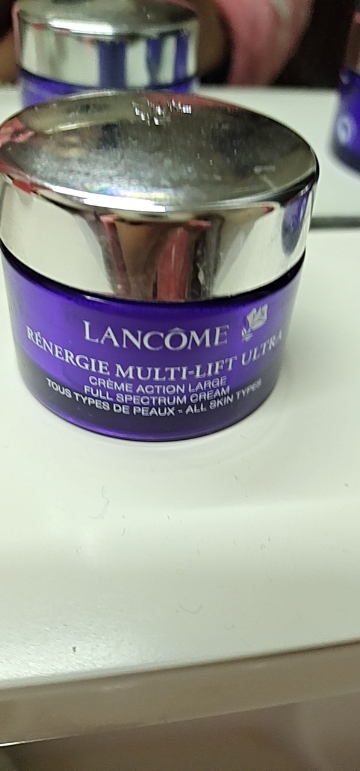 LANCÔME
RÉNERGIE MULTI-LIFT ULTRA
CRÈME ACTION LARGE
FULL SPECTRUM CREAM
TOUS TYPES DE PEAUX - ALL SKIN TYPES